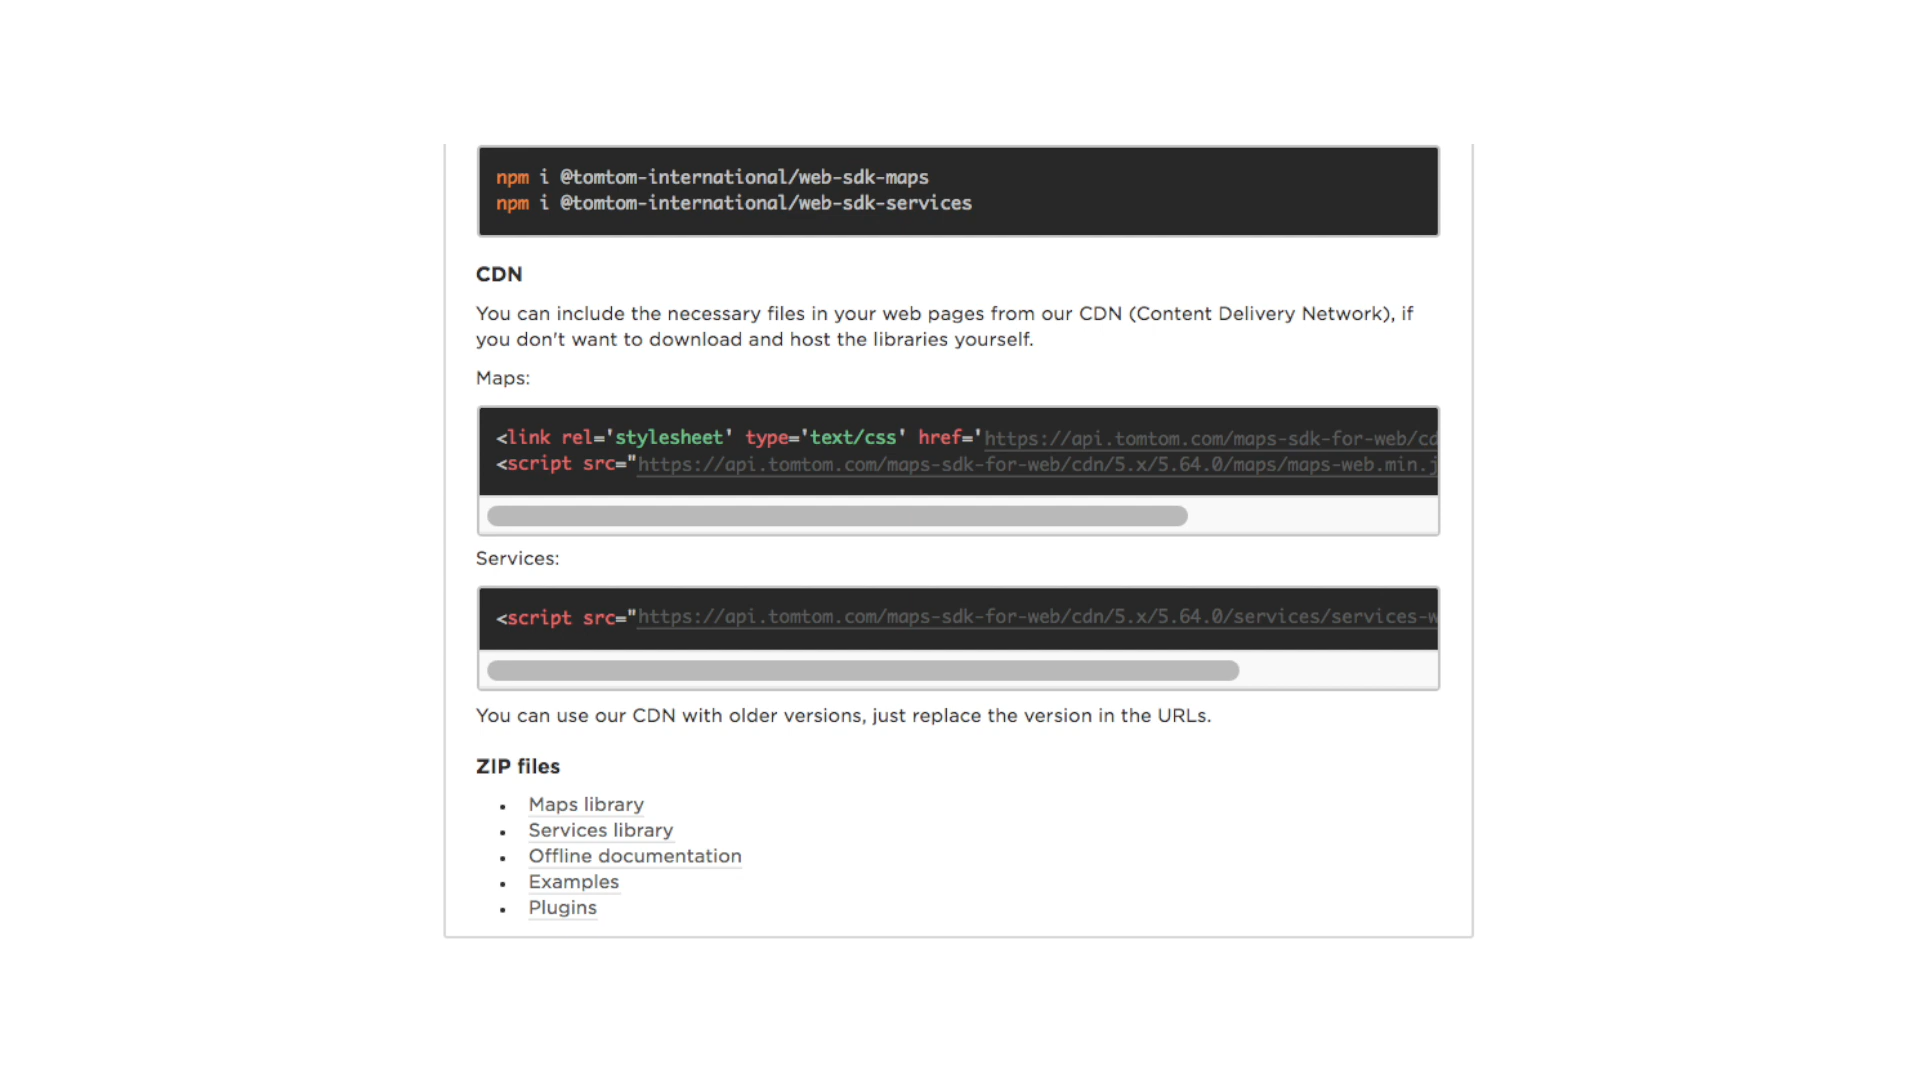 npm i @tomtom-international/web-sdk-maps
npm i @tomtom-international/web-sdk-services
CDN
You can include the necessary files in your web pages from our CDN (Content Delivery Network), if
you don't want to download and host the libraries yourself.
Maps:
<link rel='stylesheet' type='text/css' href='https://api.tomtom.com/maps-sdk-for-web/cd
<script src="https://api.tomtom.com/maps-sdk-for-web/cdn/5.x/5.64.0/maps/maps-web.min.j
Services:
<script src="https://api.tomtom.com/maps-sdk-for-web/cdn/5.x/5.64.0/services/services-w
You can use our CDN with older versions, just replace the version in the URLs.
ZIP files
• Maps library
• Services library
• Offline documentation
• Examples
• Plugins